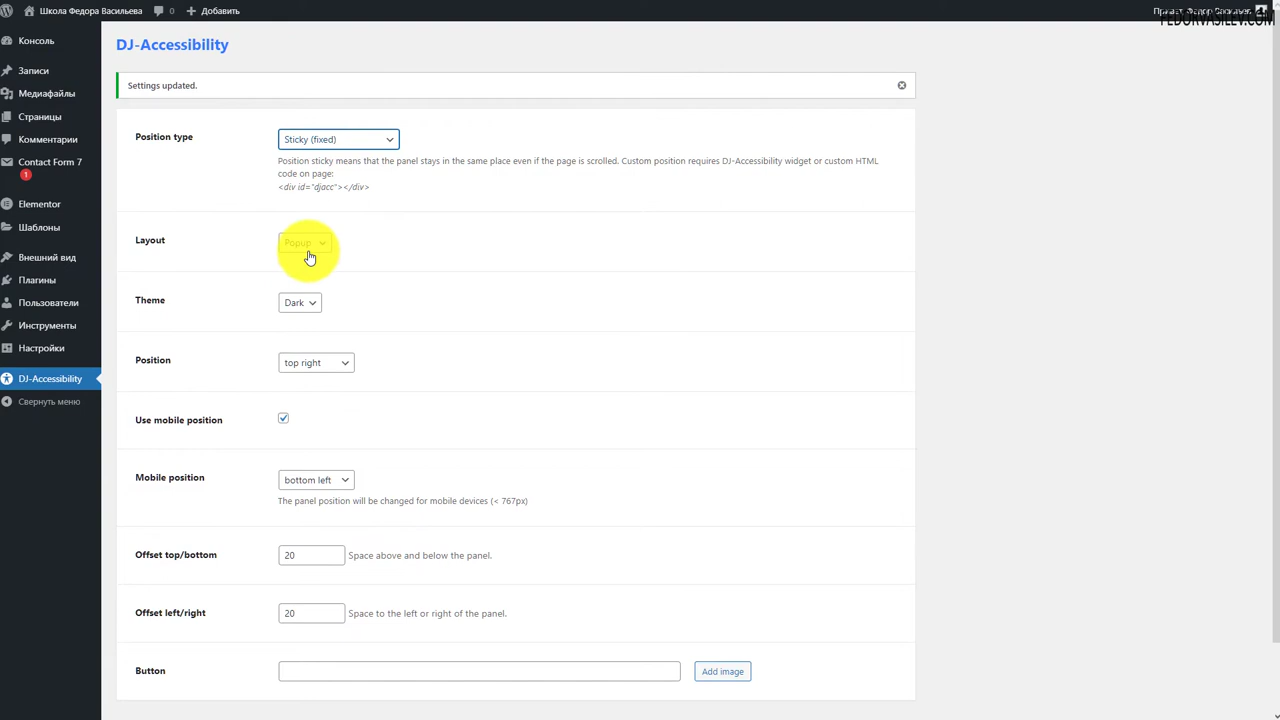 Школа Федора Васильева 0 Добавить
FEDORVASILEV.COM
Консоль
Записи
Медиафайлы
Страницы
Комментарии
Contact Form 7
1
Elementor
Шаблоны
Внешний вид
Плагины
Пользователи
Инструменты
Настройки
DJ-Accessibility
Свернуть меню
DJ-Accessibility
Settings updated.
Position type
Sticky (fixed)
Position sticky means that the panel stays in the same place even if the page is scrolled. Custom position requires DJ-Accessibility widget or custom HTML
code on page:
<div id="djacc"></div>
Layout
Popup
Theme
Dark
Position
top right
Use mobile position
Mobile position
bottom left
The panel position will be changed for mobile devices (< 767px)
Offset top/bottom
20 Space above and below the panel.
Offset left/right
20 Space to the left or right of the panel.
Button
Add image